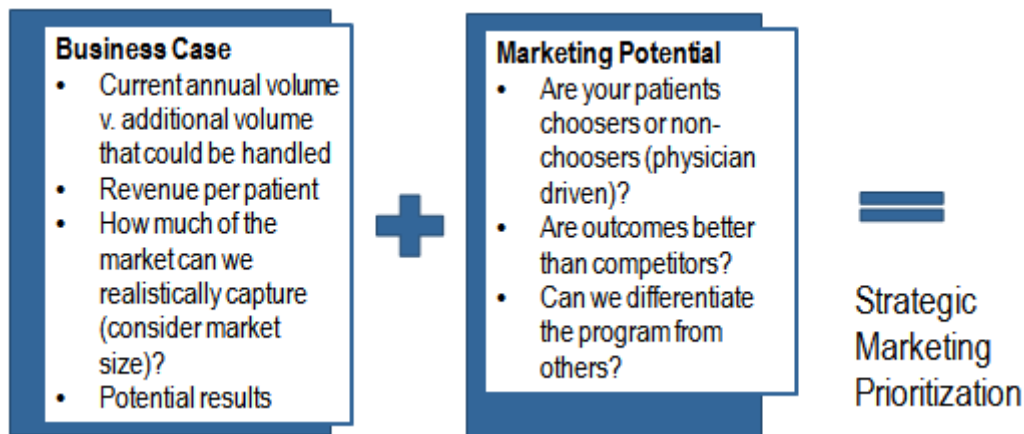 Business Case
• Current annual volume
v. additional volume
that could be handled
• Revenue per patient
• How much of the
market can we
realistically capture
(consider market
size)?
• Potential results
Marketing Potential
• Are your patients
choosers or non-
choosers (physician
driven)?
• Are outcomes better
than competitors?
• Can we differentiate
the program from
others?
Strategic
Marketing
Prioritization